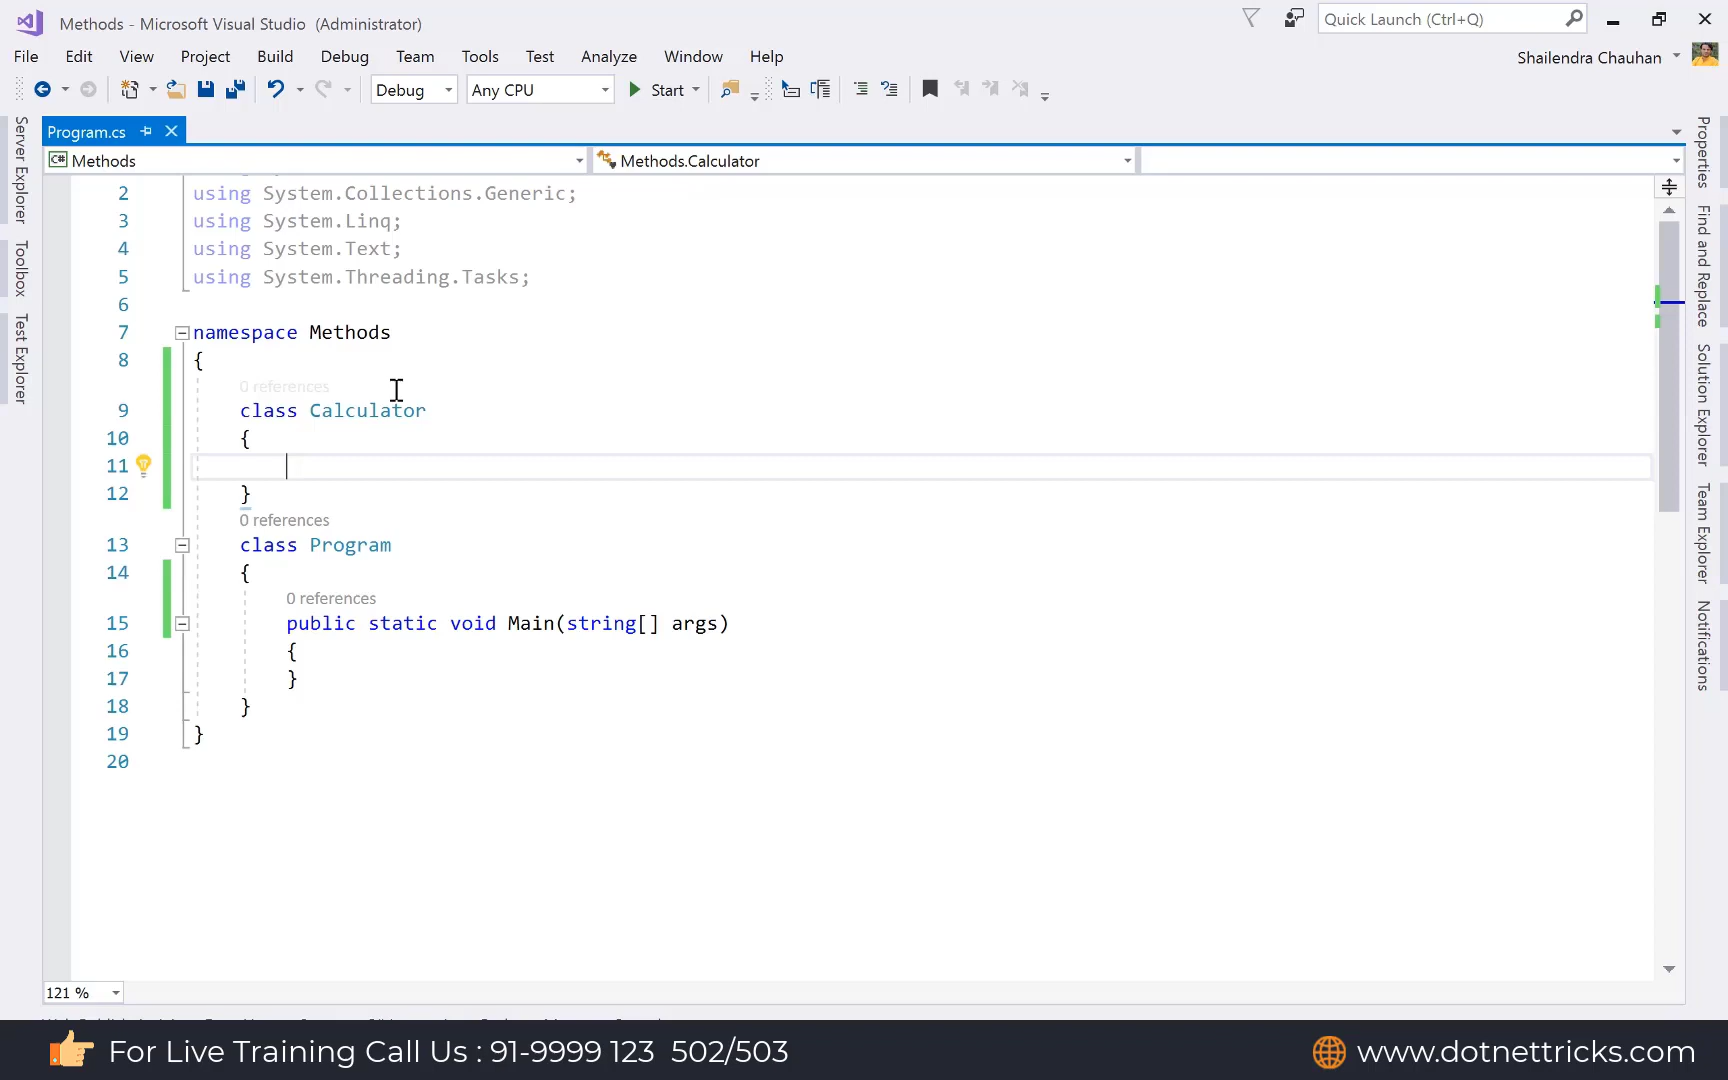 Methods - Microsoft Visual Studio (Administrator)
Quick Launch (Ctrl+Q)
File Edit View Project Build Debug Team Tools Test Analyze Window Help
Shailendra Chauhan
Debug Any CPU Start
Program.cs
C# Methods Methods.Calculator
2 using System.Collections.Generic;
3 using System.Linq;
4 using System.Text;
5 using System.Threading.Tasks;
6
7 namespace Methods
8 {
0 references
9 class Calculator
10 {
11
12 }
0 references
13 class Program
14 {
0 references
15 public static void Main(string[] args)
16 {
17 }
18 }
19 }
20
121 %
Server Explorer
Toolbox
Test Explorer
Properties
Find and Replace
Solution Explorer
Team Explorer
Notifications
For Live Training Call Us : 91-9999 123 502/503
www.dotnettricks.com